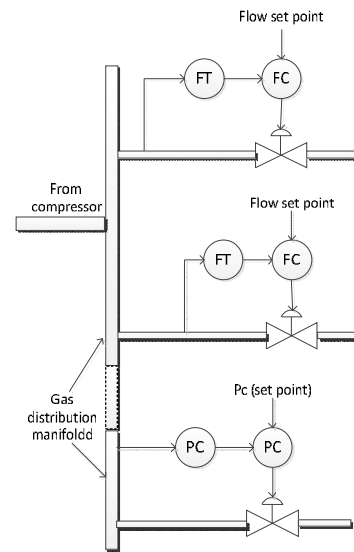 Flow set point
FT
FC
From
compressor
Flow set point
FT
FC
Gas
distribution
manifoldd
Pc (set point)
PC
PC